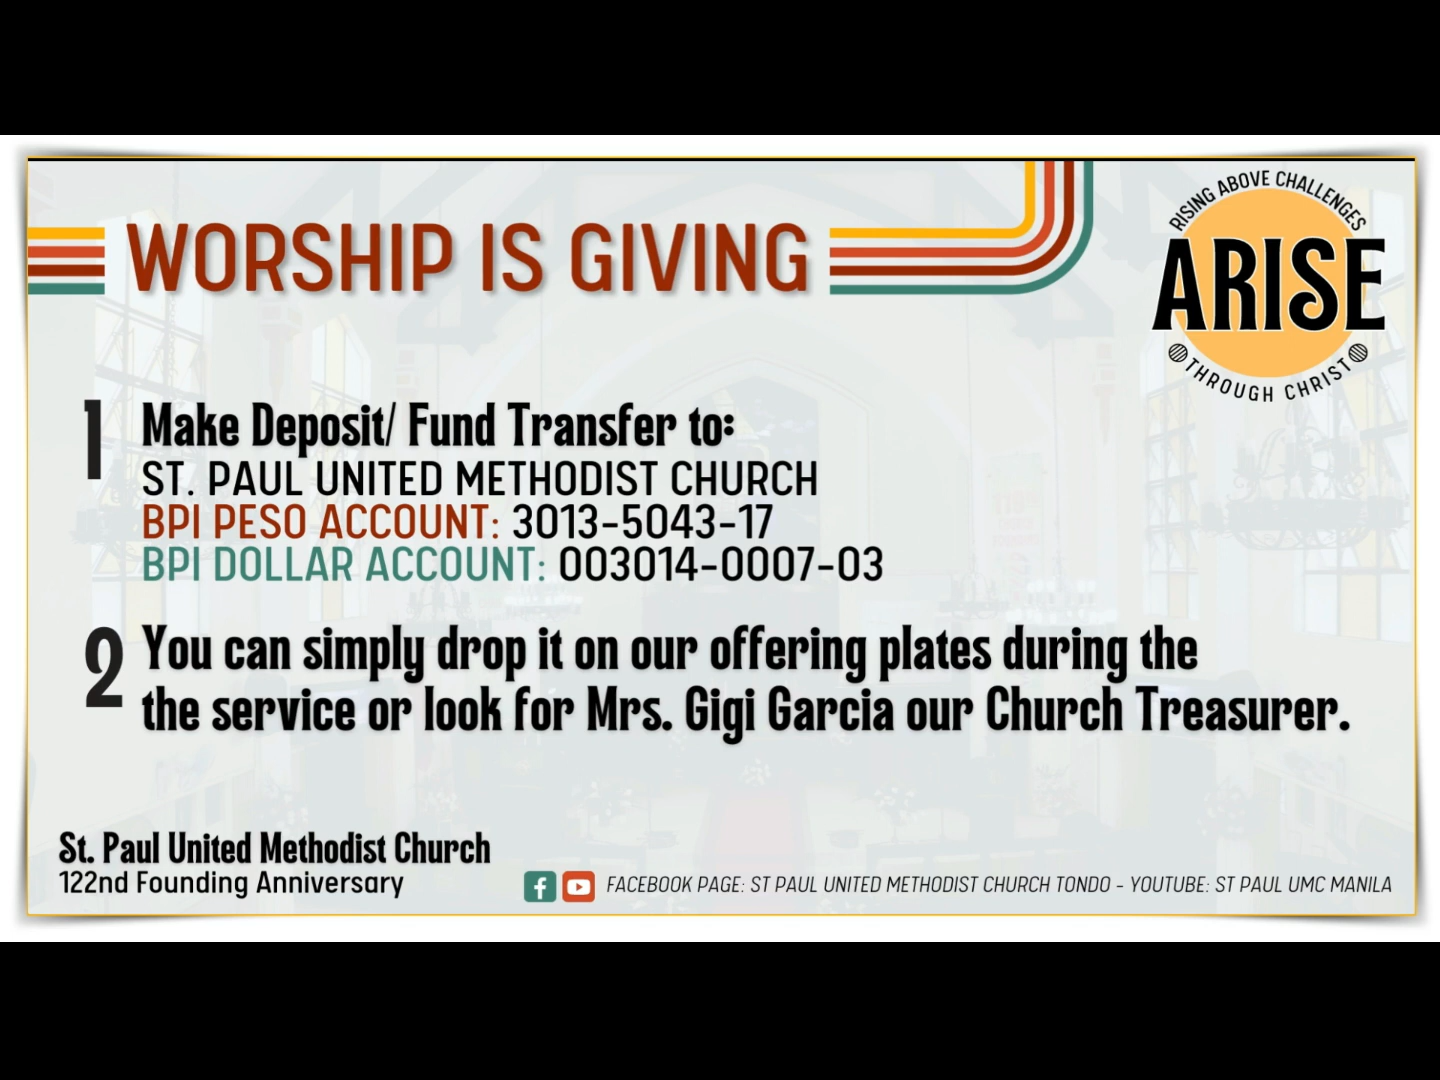 WORSHIP IS GIVING
RISING ABOVE CHALLENGES
ARISE
THROUGH CHRIST
1 Make Deposit/ Fund Transfer to:
ST. PAUL UNITED METHODIST CHURCH
BPI PESO ACCOUNT: 3013-5043-17
BPI DOLLAR ACCOUNT: 003014-0007-03
2 You can simply drop it on our offering plates during the
the service or look for Mrs. Gigi Garcia our Church Treasurer.
St. Paul United Methodist Church
122nd Founding Anniversary
FACEBOOK PAGE: ST PAUL UNITED METHODIST CHURCH TONDO - YOUTUBE: ST PAUL UMC MANILA